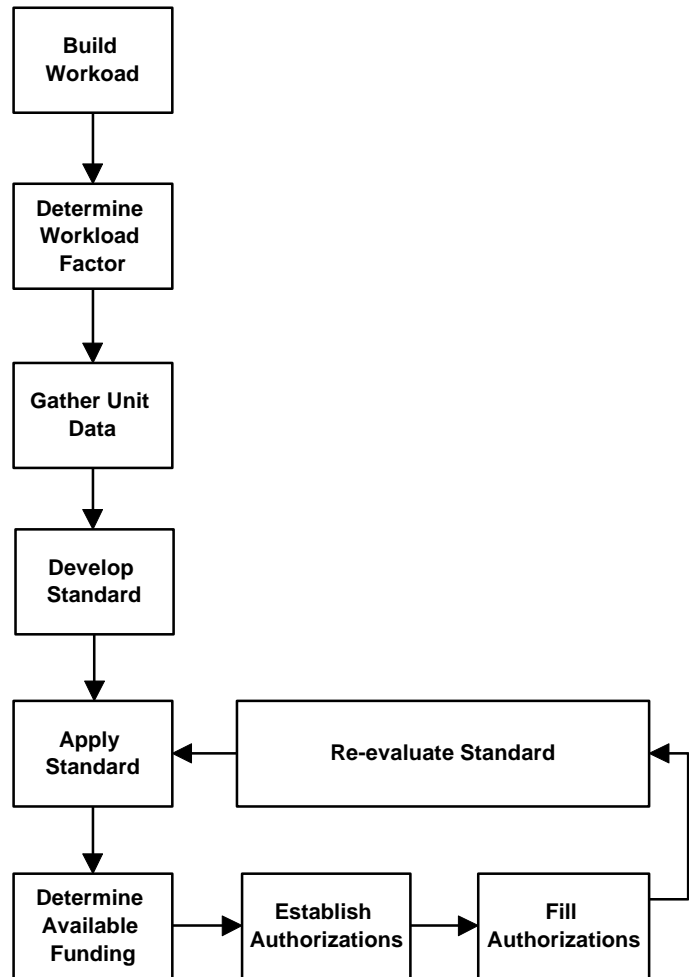 Build
Workoad
Determine
Workload
Factor
Gather Unit
Data
Develop
Standard
Apply
Standard
Re-evaluate Standard
Determine
Available
Funding
Establish
Authorizations
Fill
Authorizations